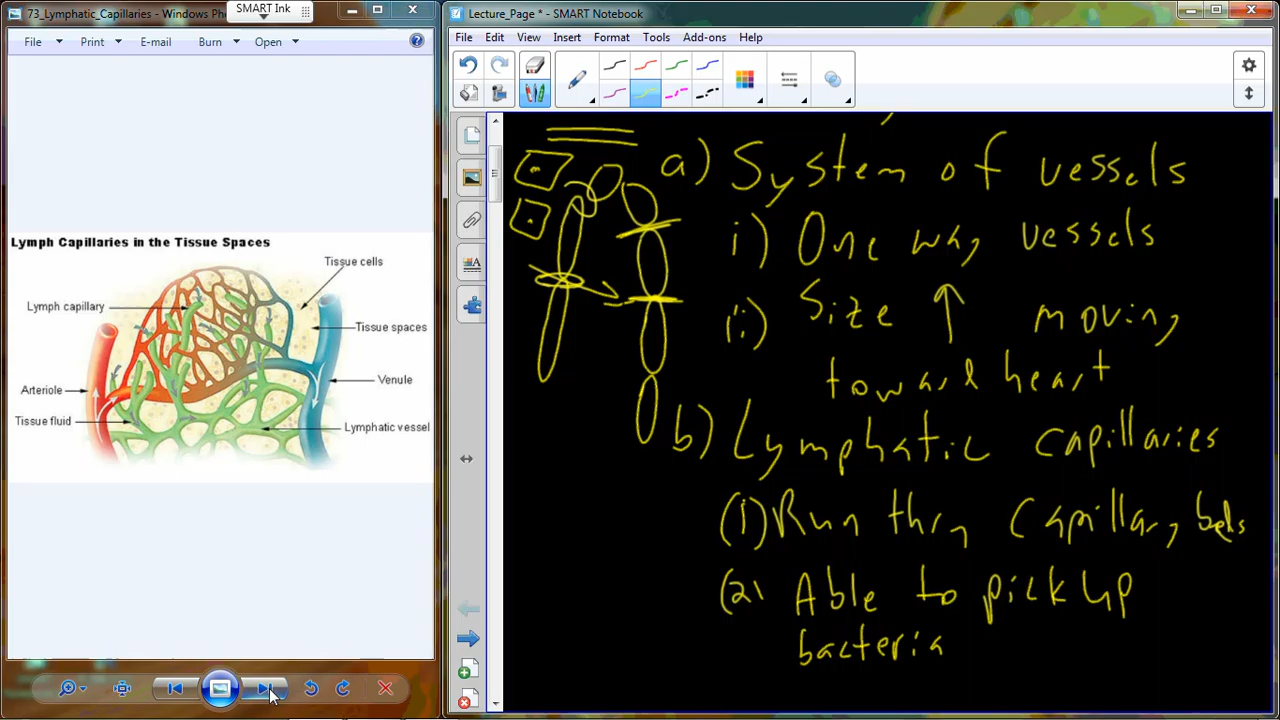 73_Lymphatic_Capillaries - Windows Pho
SMART Ink
File Print E-mail Burn Open
Lymph Capillaries in the Tissue Spaces
Tissue cells
Lymph capillary
Tissue spaces
Arteriole
Venule
Tissue fluid
Lymphatic vessel
Lecture_Page * - SMART Notebook
File Edit View Insert Format Tools Add-ons Help
a) System of vessels
i) One way vessels
ii) Size ↑ moving
toward heart
b) Lymphatic capillaries
(1) Run thru Capillary beds
(2) Able to pick up
bacteria